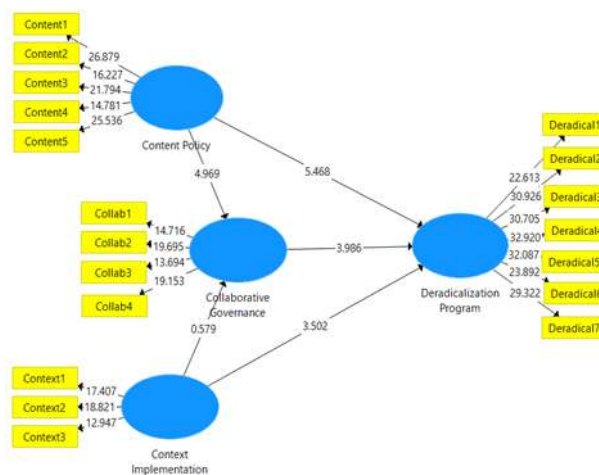 Content1
Content2
Content3
Content4
Content5
26.879
16.227
21.794
14.781
25.536
Content Policy
4.969
5.468
Collab1
Collab2
Collab3
Collab4
14.716
19.695
13.694
19.153
Collaborative
Governance
3.986
0.579
3.502
Context1
Context2
Context3
17.407
18.821
12.947
Context
Implementation
Deradicalization
Program
22.613
30.926
30.705
32.920
32.087
23.892
29.322
Deradical1
Deradical2
Deradical3
Deradical4
Deradical5
Deradical6
Deradical7